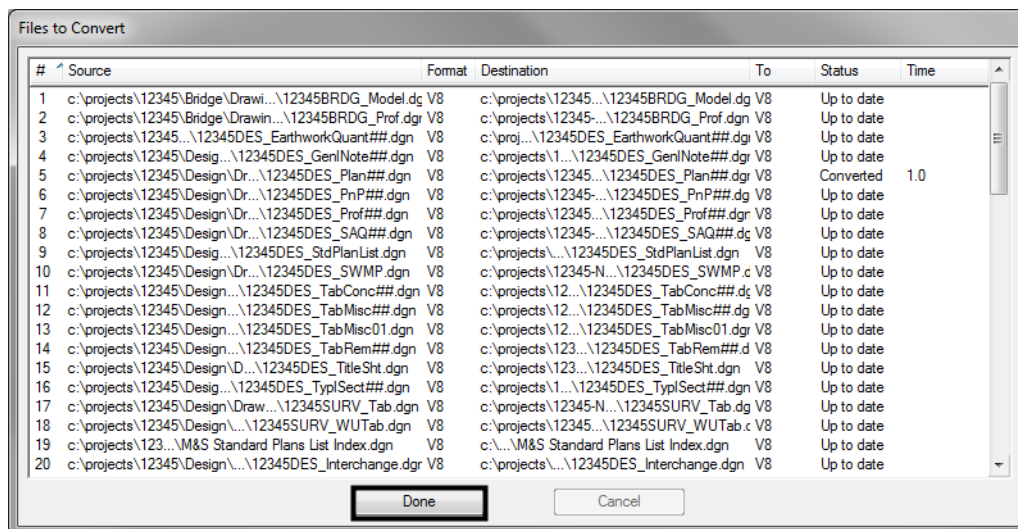 Files to Convert
# Source Format Destination To Status Time
1 c:\projects\12345\Bridge\Drawi...\12345BRDG_Model.dg V8 c:\projects\12345...\12345BRDG_Model.dg V8 Up to date
2 c:\projects\12345\Bridge\Drawin...\12345BRDG_Prof.dgr V8 c:\projects\12345-...\12345BRDG_Prof.dgn V8 Up to date
3 c:\projects\12345...\12345DES_EarthworkQuant##.dgn V8 c:\proj...\12345DES_EarthworkQuant##.dgr V8 Up to date
4 c:\projects\12345\Desig...\12345DES_GenlNote##.dgn V8 c:\projects\1...\12345DES_GenlNote##.dgr V8 Up to date
5 c:\projects\12345\Design\Dr...\12345DES_Plan##.dgn V8 c:\projects\12345...\12345DES_Plan##.dgr V8 Converted 1.0
6 c:\projects\12345\Design\Dr...\12345DES_PnP##.dgn V8 c:\projects\12345-...\12345DES_PnP##.dg V8 Up to date
7 c:\projects\12345\Design\Dr...\12345DES_Prof##.dgn V8 c:\projects\12345...\12345DES_Prof##.dgr V8 Up to date
8 c:\projects\12345\Design\Dr...\12345DES_SAQ##.dgn V8 c:\projects\12345-...\12345DES_SAQ##.dg V8 Up to date
9 c:\projects\12345\Desig...\12345DES_StdPlanList.dgn V8 c:\projects\...\12345DES_StdPlanList.dgn V8 Up to date
10 c:\projects\12345\Design\Dr...\12345DES_SWMP.dgn V8 c:\projects\12345-N...\12345DES_SWMP.c V8 Up to date
11 c:\projects\12345\Design...\12345DES_TabConc##.dgn V8 c:\projects\12...\12345DES_TabConc##.dg V8 Up to date
12 c:\projects\12345\Design...\12345DES_TabMisc##.dgn V8 c:\projects\12...\12345DES_TabMisc##.dg V8 Up to date
13 c:\projects\12345\Design...\12345DES_TabMisc01.dgn V8 c:\projects\12...\12345DES_TabMisc01.dgr V8 Up to date
14 c:\projects\12345\Design...\12345DES_TabRem##.dgn V8 c:\projects\123...\12345DES_TabRem##.d V8 Up to date
15 c:\projects\12345\Design\D...\12345DES_TitleSht.dgn V8 c:\projects\123...\12345DES_TitleSht.dgn V8 Up to date
16 c:\projects\12345\Desig...\12345DES_TyplSect##.dgn V8 c:\projects\1...\12345DES_TyplSect##.dgn V8 Up to date
17 c:\projects\12345\Design\Draw...\12345SURV_Tab.dgn V8 c:\projects\12345-N...\12345SURV_Tab.dg V8 Up to date
18 c:\projects\12345\Design\...\12345SURV_WUTab.dgn V8 c:\projects\12345...\12345SURV_WUTab.c V8 Up to date
19 c:\projects\123...\M&S Standard Plans List Index.dgn V8 c:\...\M&S Standard Plans List Index.dgn V8 Up to date
20 c:\projects\12345\Design\...\12345DES_Interchange.dgr V8 c:\projects\...\12345DES_Interchange.dgn V8 Up to date
Done Cancel